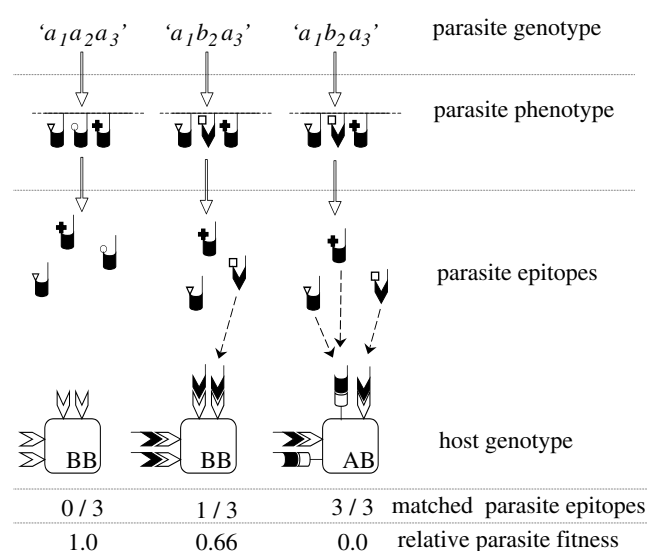 ‘a₁a₂a₃’ ‘a₁b₂a₃’ ‘a₁b₂a₃’ parasite genotype
parasite phenotype
parasite epitopes
BB BB AB host genotype
0 / 3 1 / 3 3 / 3 matched parasite epitopes
1.0 0.66 0.0 relative parasite fitness